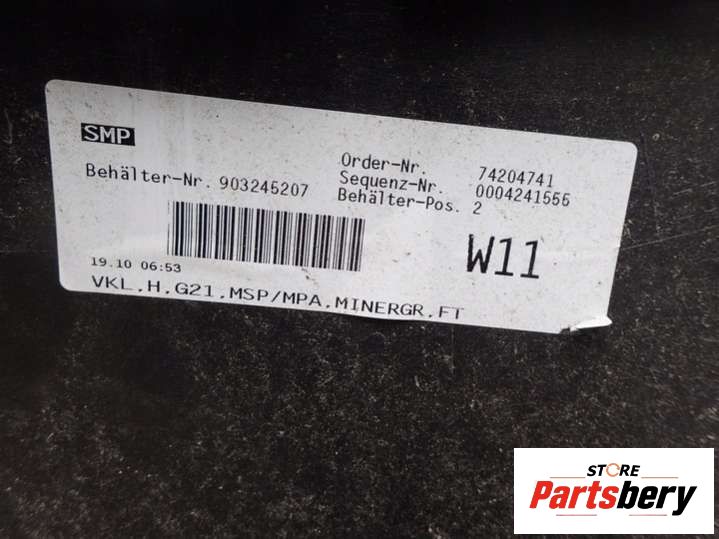 SMP
Order-Nr. 74204741
Behälter-Nr. 903245207
Sequenz-Nr. 0004241556
Behälter-Pos. 2
W11
19.10 06:53
VKL.H.G21.MSP/MPA.MINERGR.FT
STORE
Partsbery